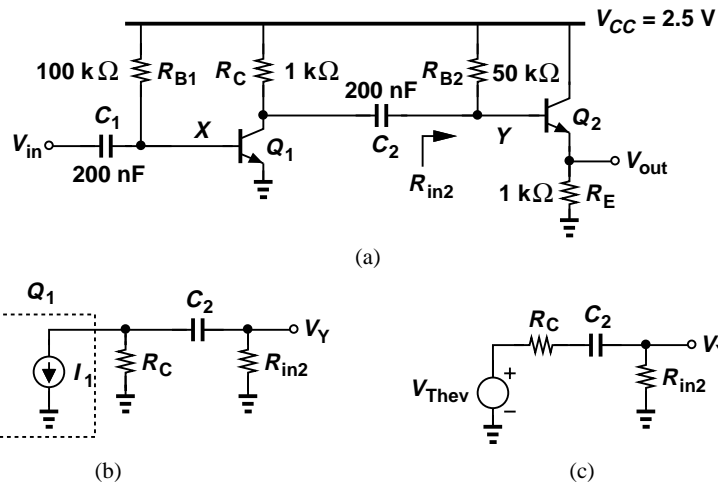 V_CC = 2.5 V
100 kΩ R_B1 R_C 1 kΩ R_B2 50 kΩ
200 nF
C_1 X Q_1 C_2 Y Q_2
V_in V_out
200 nF R_in2 1 kΩ R_E
(a)
Q_1 C_2 V_Y
I_1 R_C R_in2
(b)
R_C C_2
V_Thev + − R_in2
(c)